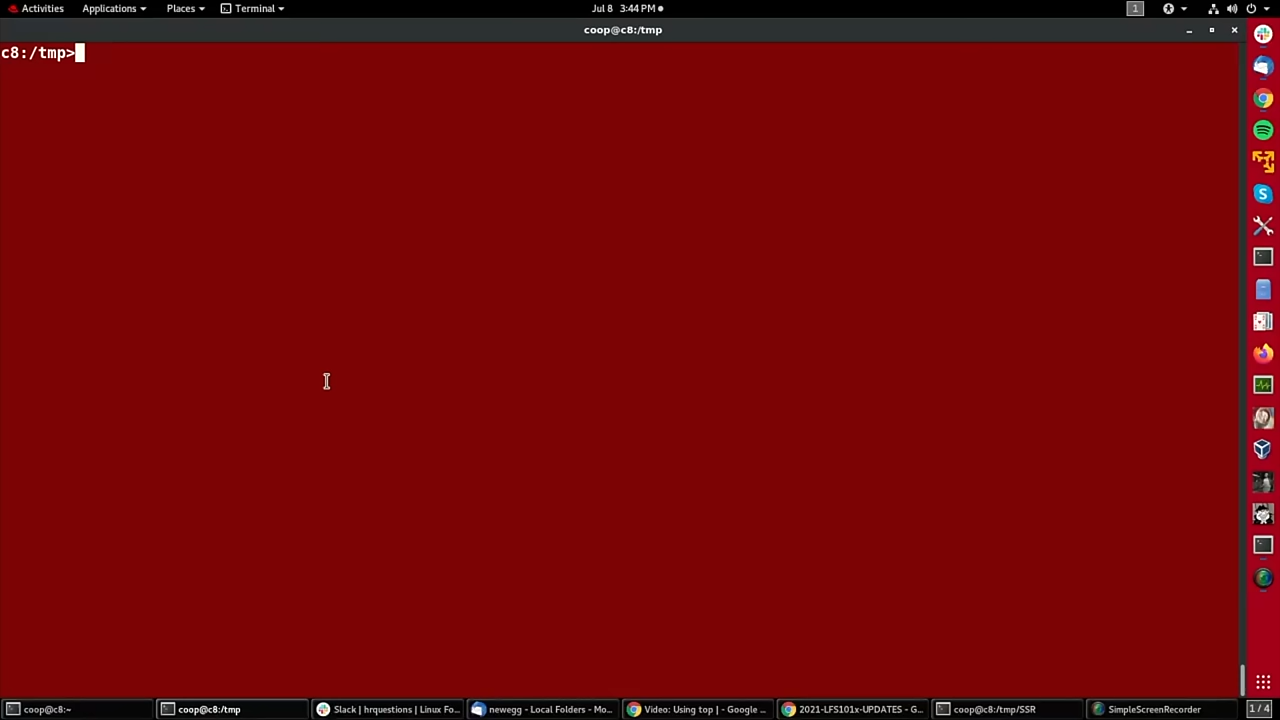 Activities Applications Places Terminal Jul 8 3:44 PM 1
coop@c8:/tmp
c8:/tmp>
coop@c8:~ coop@c8:/tmp Slack | hrquestions | Linux Fo... newegg - Local Folders - Mo... Video: Using top | - Google ... 2021-LFS101x-UPDATES - G... coop@c8:/tmp/SSR SimpleScreenRecorder 1 / 4